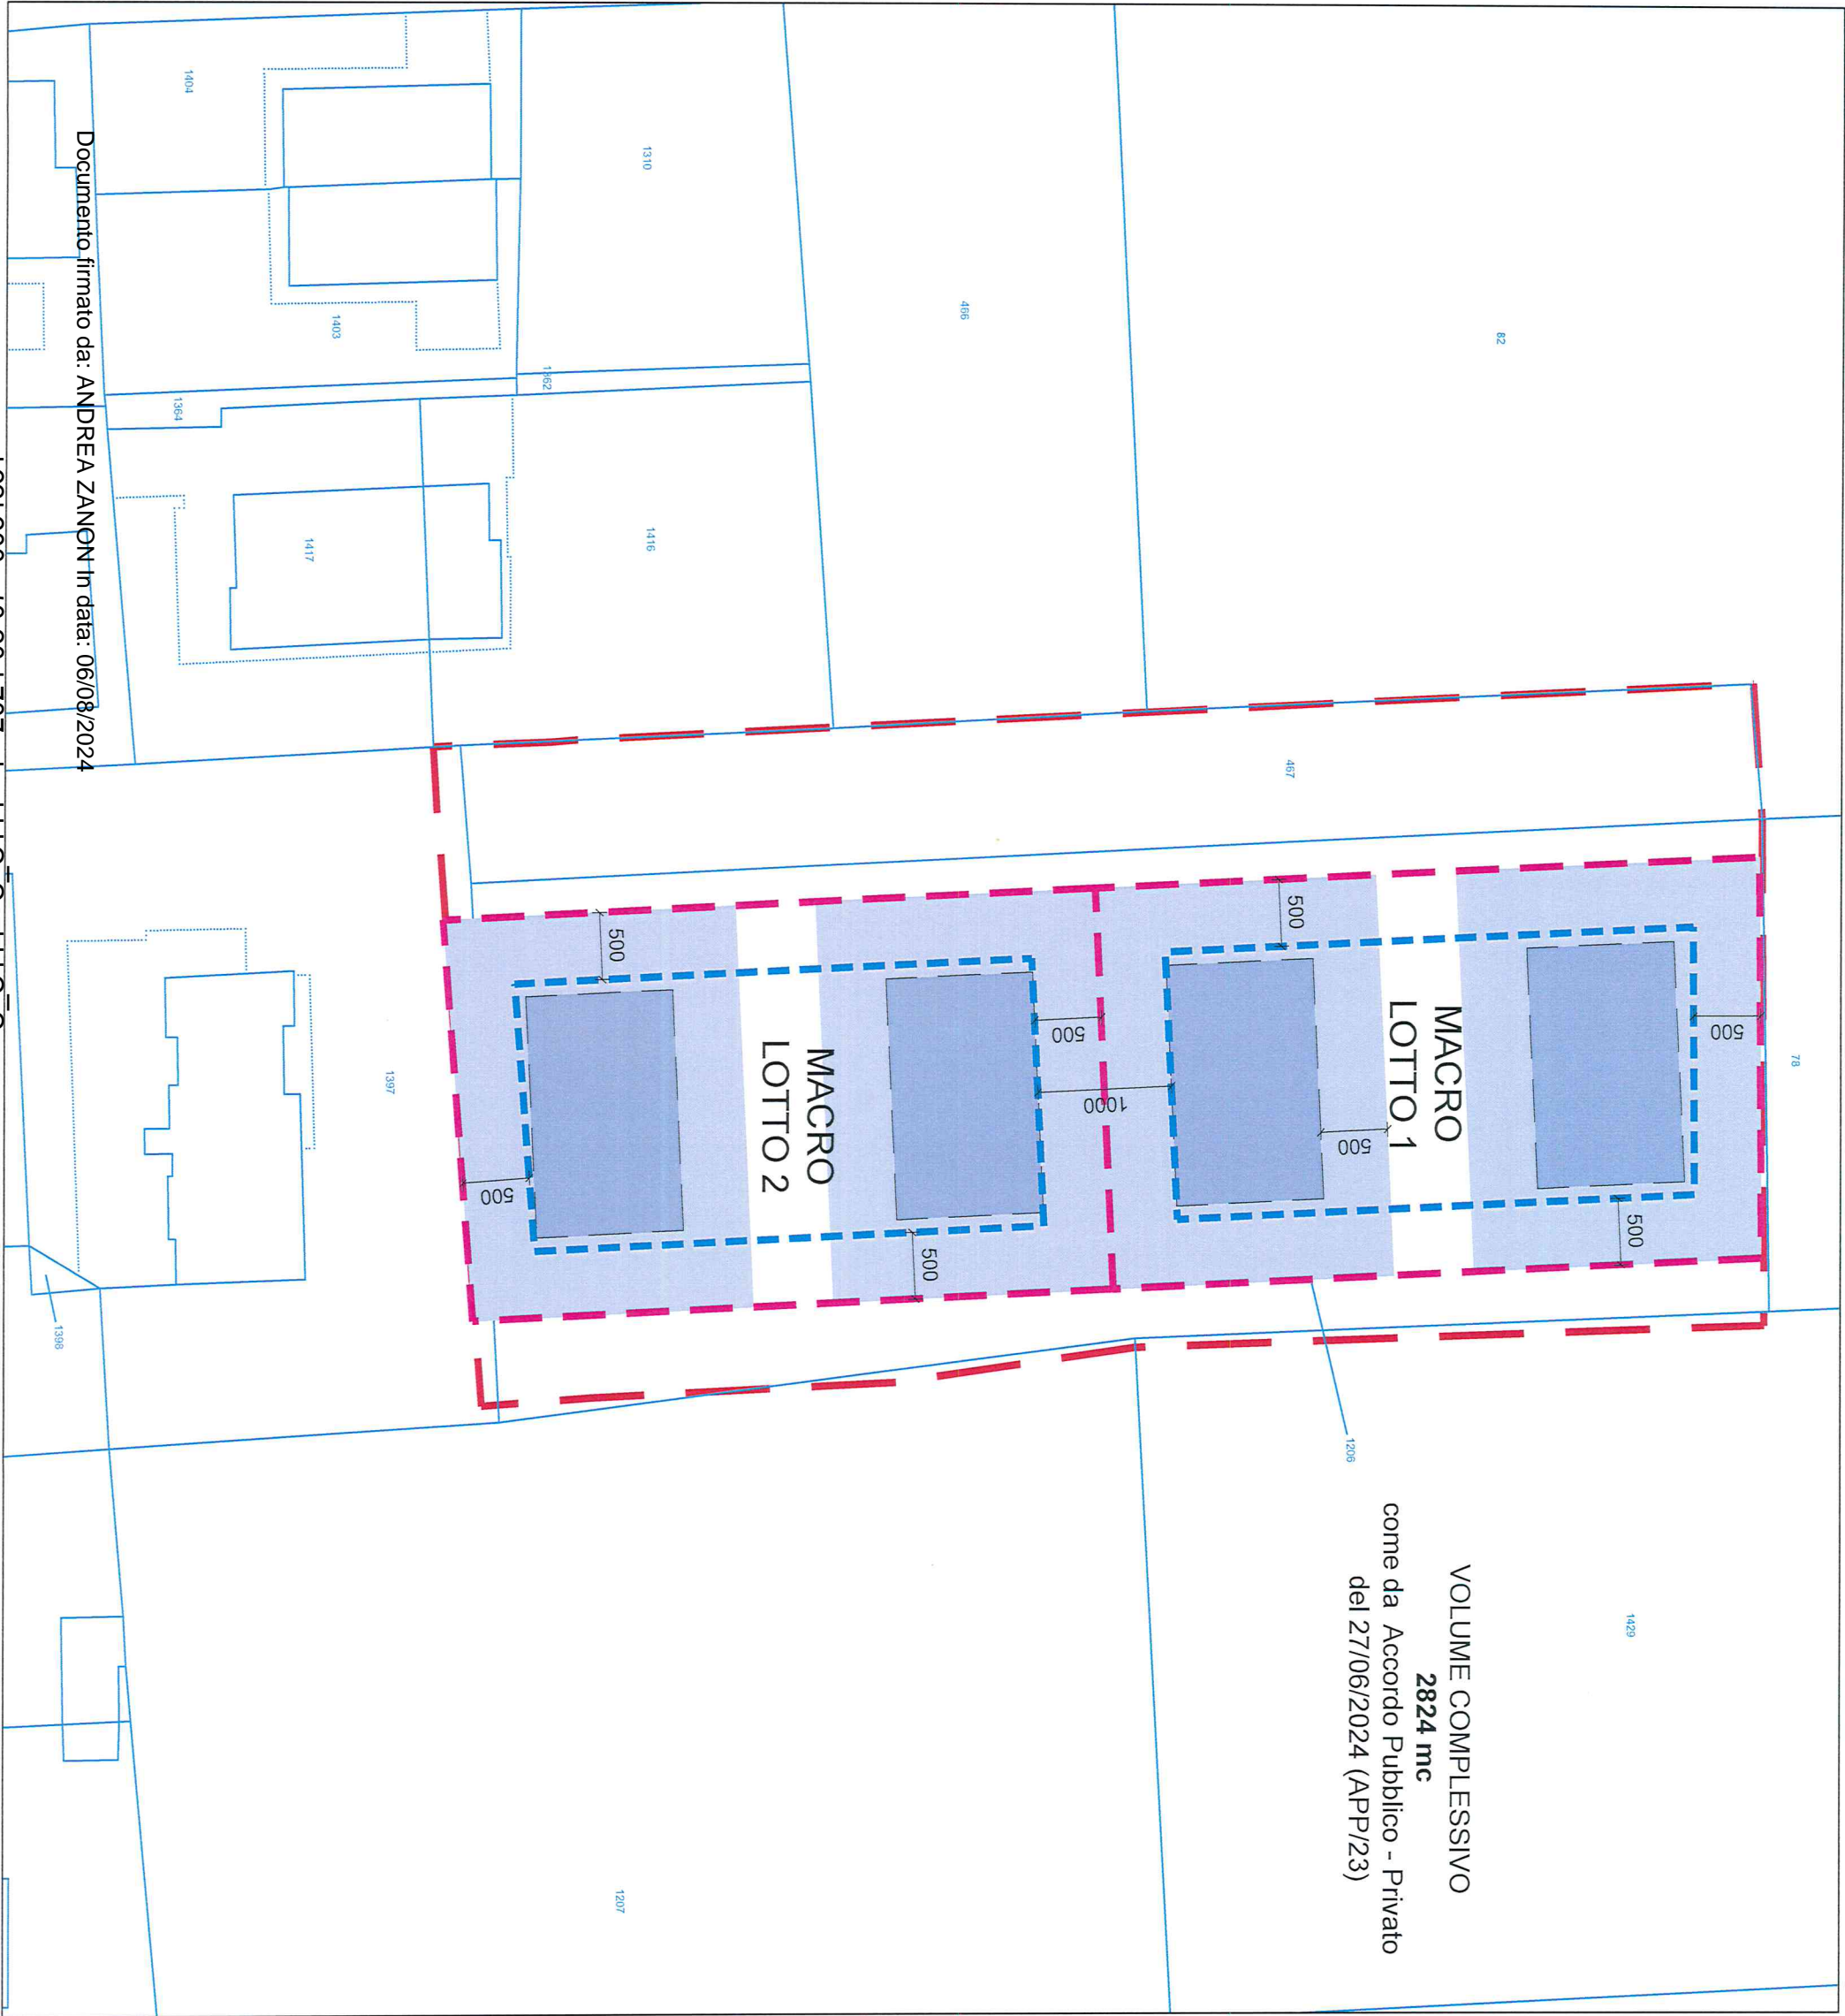 VOLUME COMPLESSIVO
2824 mc
come da Accordo Pubblico - Privato
del 27/06/2024 (APP/23)
MACRO
LOTTO 1
MACRO
LOTTO 2
500
500
500
500
1000
500
500
500
500
78
82
466
467
1206
1207
1310
1362
1364
1397
1398
1403
1404
1416
1417
1429
Documento firmato da: ANDREA ZANON In data: 06/08/2024